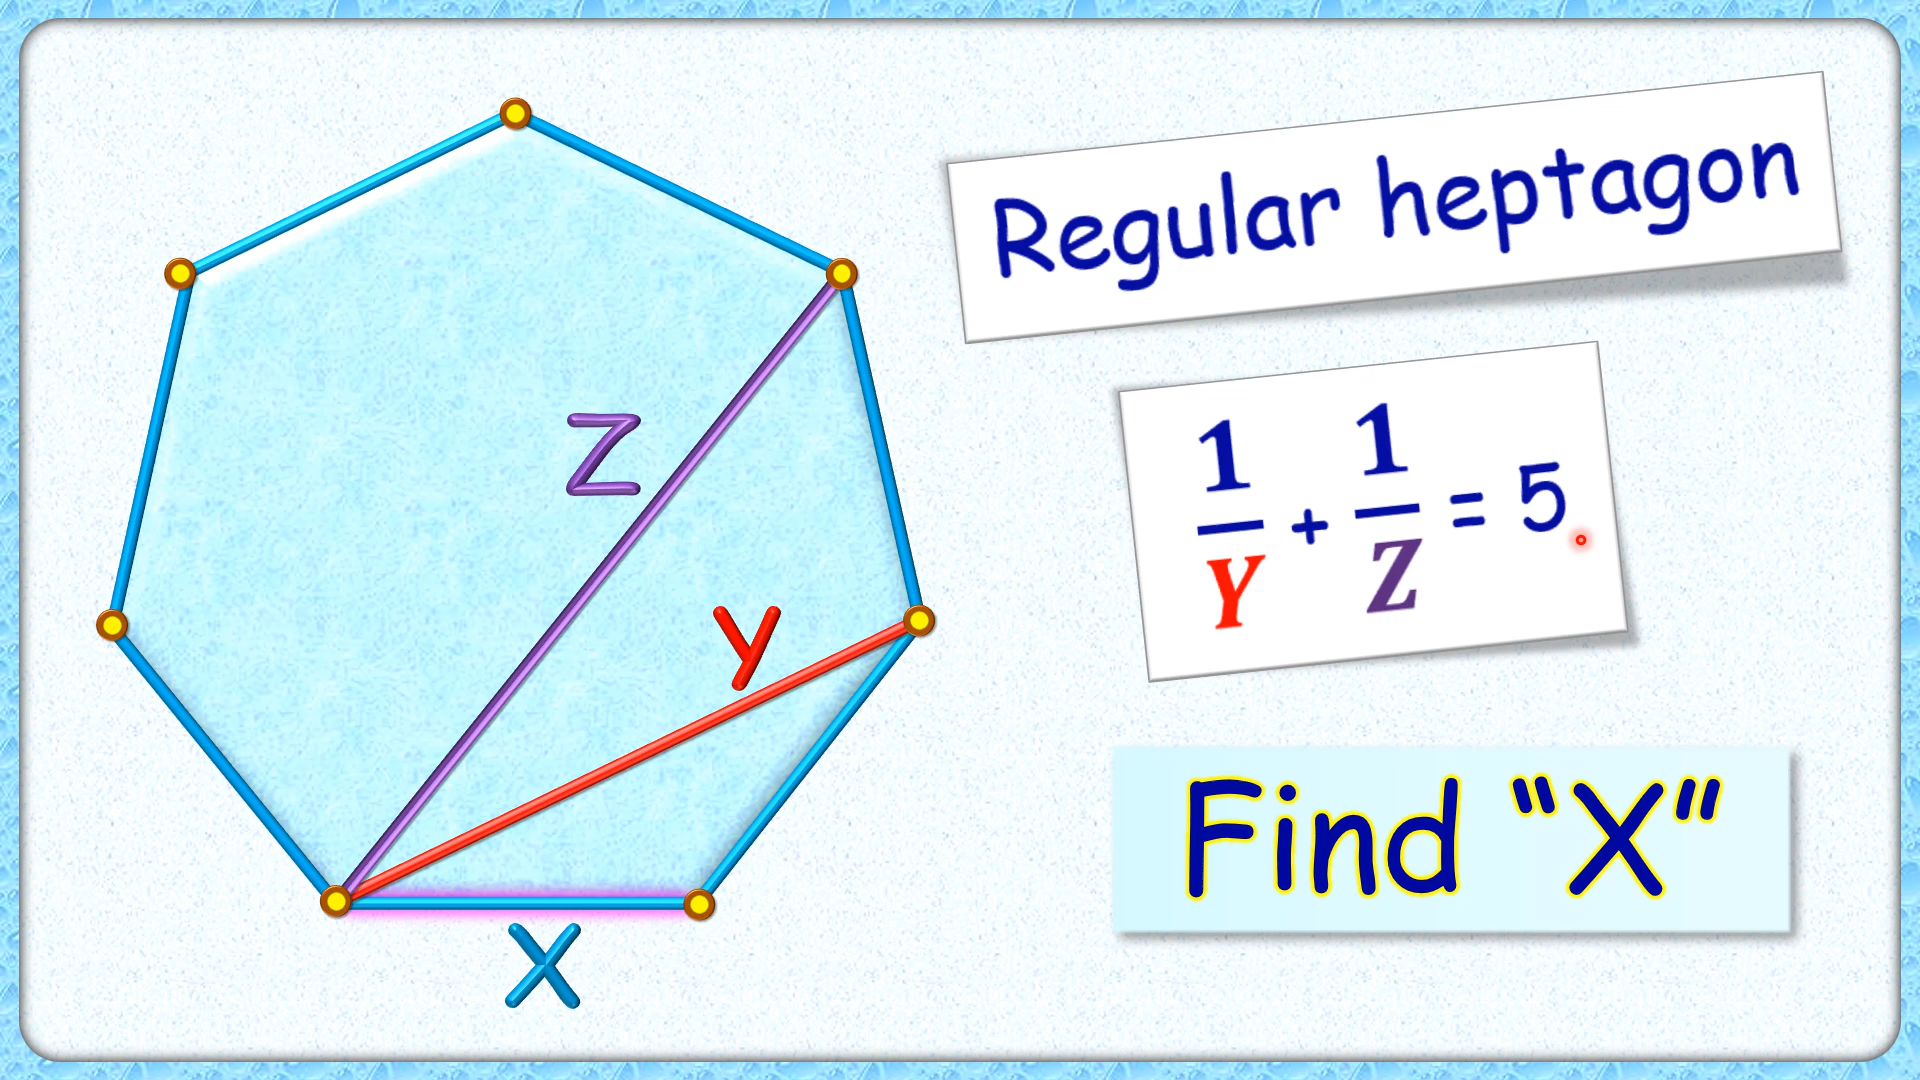 Regular heptagon
Z
1/Y + 1/Z = 5
Y
Find “X”
X